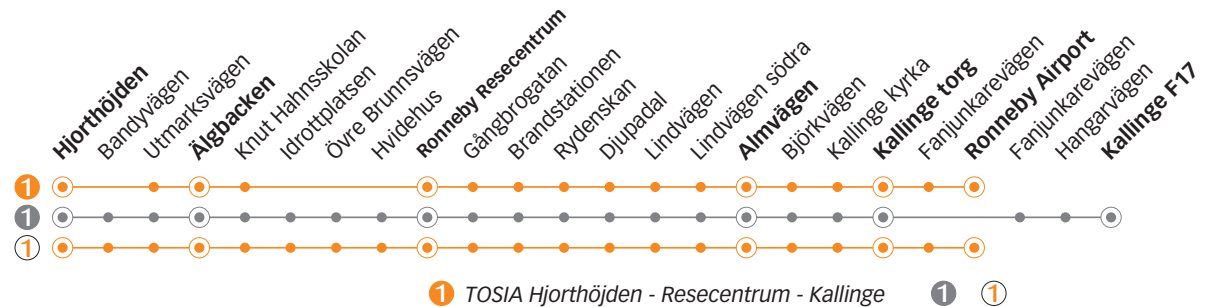 Hjorthöjden
Bandyvägen
Utmarksvägen
Älgbacken
Knut Hahnsskolan
Idrottplatsen
Övre Brunnsvägen
Hvidehus
Ronneby Resecentrum
Gångbrogatan
Brandstationen
Rydenskan
Djupadal
Lindvägen
Lindvägen södra
Almvägen
Björkvägen
Kallinge Kyrka
Kallinge torg
Fanjunkarevägen
Ronneby Airport
Fanjunkarevägen
Hangarvägen
Kallinge F17
1
1
1
1 TOSIA Hjorthöjden - Resecentrum - Kallinge 1 1